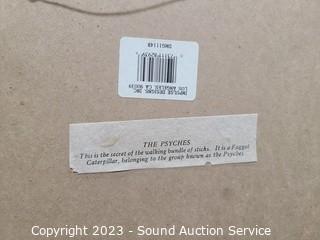 SNG11148
IMPULSE DESIGNS, INC.
LOS ANGELES, CA 90039
THE PSYCHES
This is the secret of the walking bundle of sticks. It is a Faggot
Caterpillar, belonging to the group known as the Psyches.
Copyright 2023 - Sound Auction Service